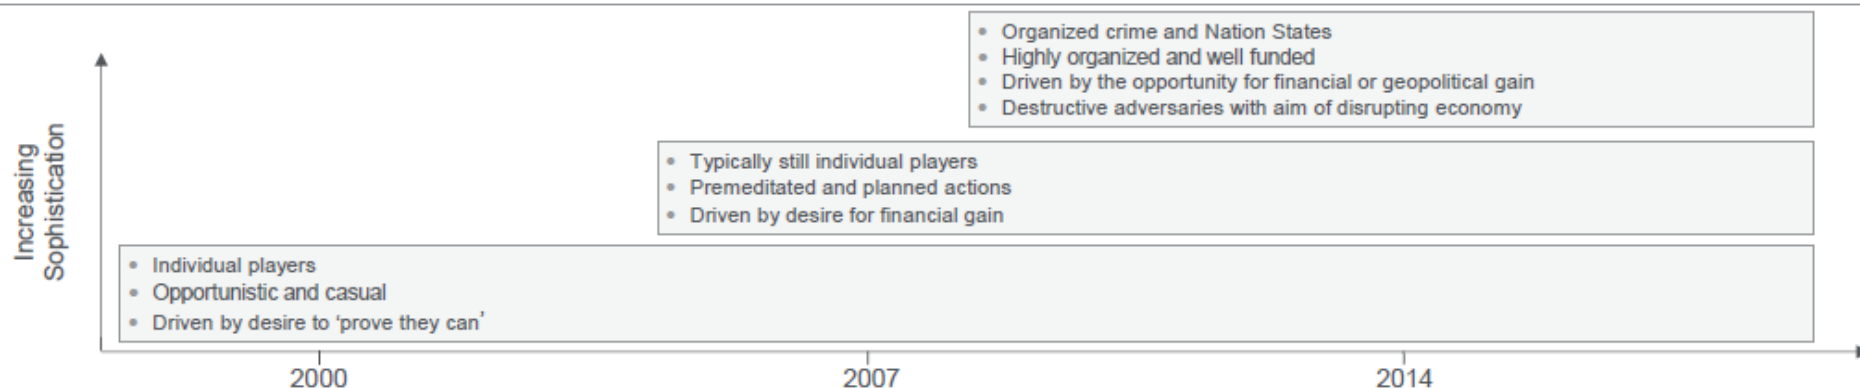 • Organized crime and Nation States
• Highly organized and well funded
• Driven by the opportunity for financial or geopolitical gain
• Destructive adversaries with aim of disrupting economy
Increasing
Sophistication
• Typically still individual players
• Premeditated and planned actions
• Driven by desire for financial gain
• Individual players
• Opportunistic and casual
• Driven by desire to ‘prove they can’
2000 2007 2014